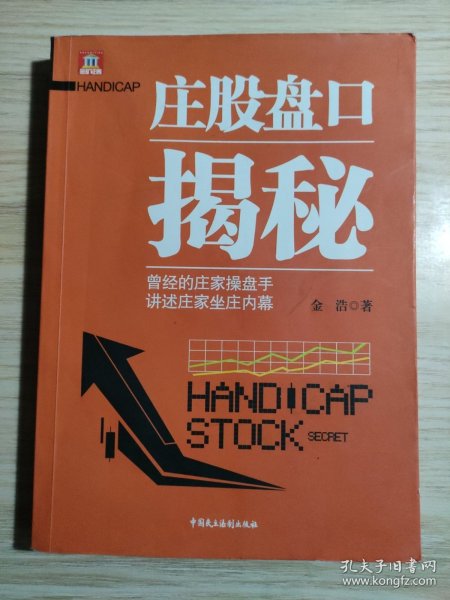 HANDICAP
庄股盘口
揭秘
曾经的庄家操盘手
讲述庄家坐庄内幕
金 浩◎著
HANDICAP
STOCK SECRET
中国民主法制出版社
孔夫子旧书网
www.kongfz.com